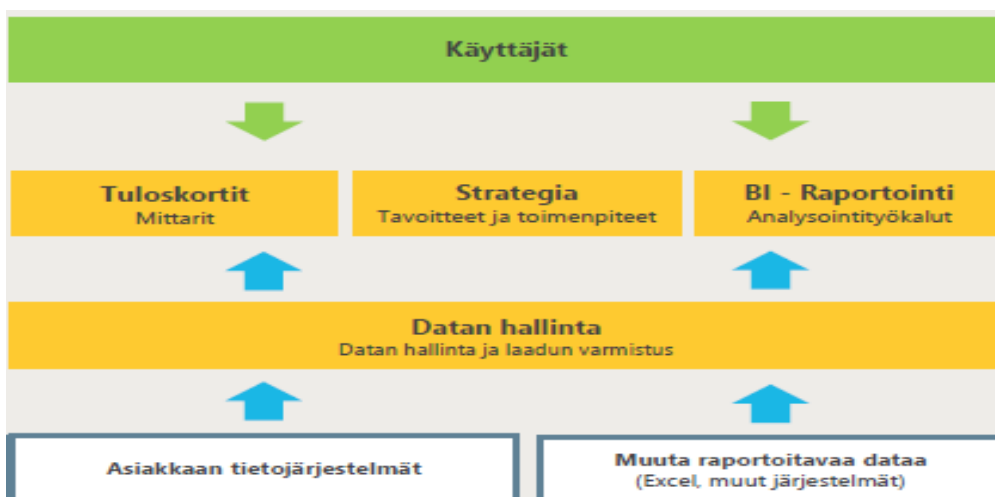 Käyttäjät
Tuloskortit
Mittarit
Strategia
Tavoitteet ja toimenpiteet
BI - Raportointi
Analysointityökalut
Datan hallinta
Datan hallinta ja laadun varmistus
Asiakkaan tietojärjestelmät
Muuta raportoitavaa dataa
(Excel, muut järjestelmät)